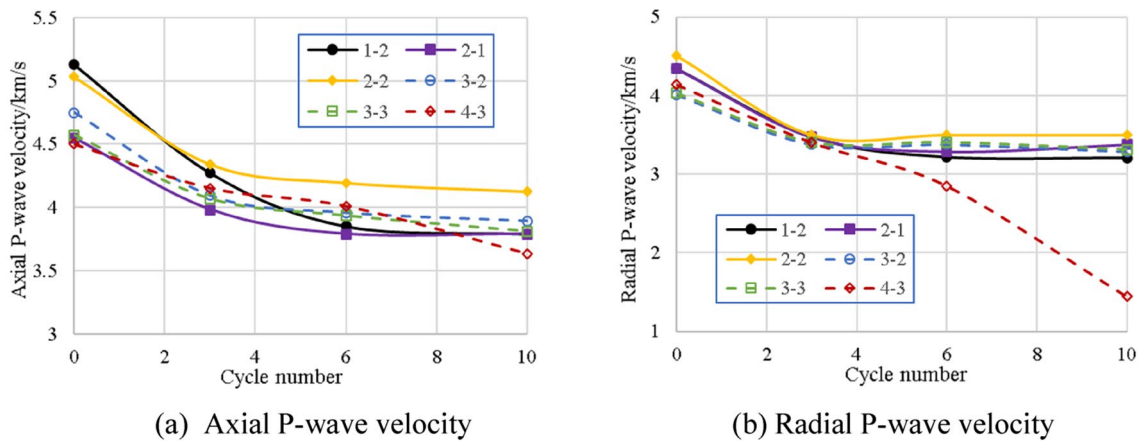 5.5
5
4.5
4
3.5
3
Axial P-wave velocity/km/s
1-2 2-1
2-2 3-2
3-3 4-3
0 2 4 6 8 10
Cycle number
(a) Axial P-wave velocity
5
4
3
2
1
Radial P-wave velocity/km/s
1-2 2-1
2-2 3-2
3-3 4-3
0 2 4 6 8 10
Cycle number
(b) Radial P-wave velocity